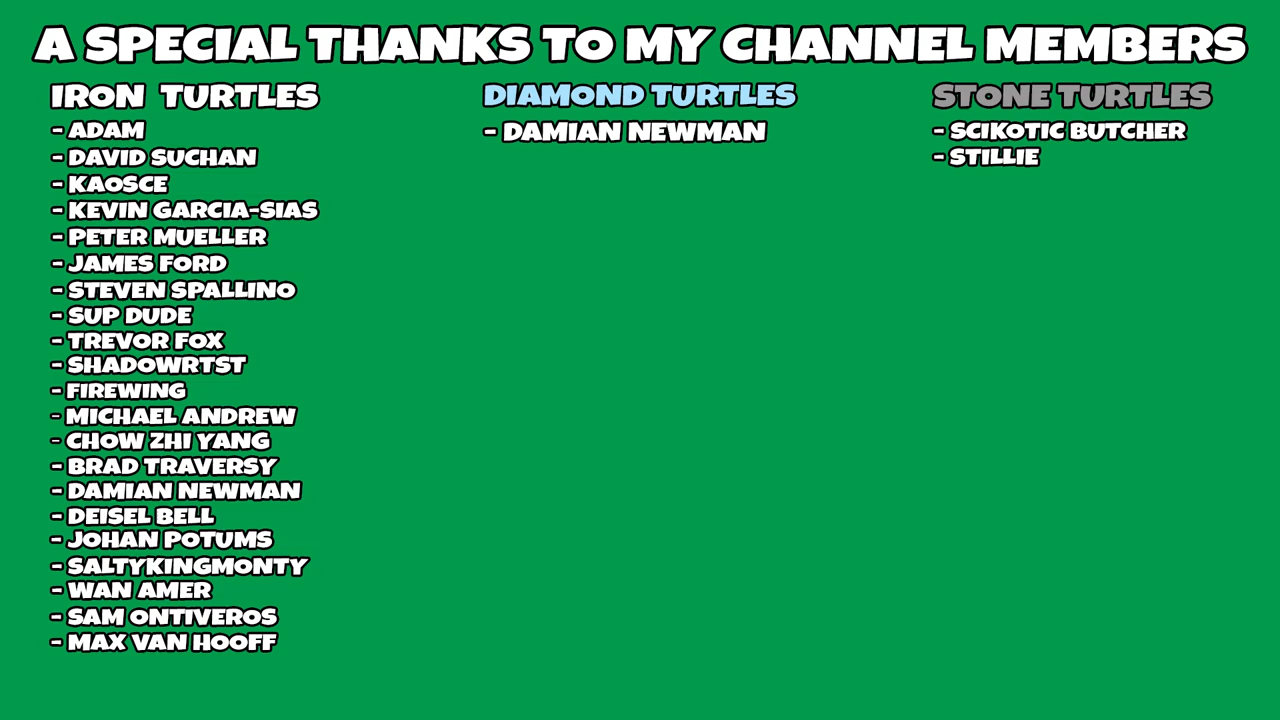 A SPECIAL THANKS TO MY CHANNEL MEMBERS
IRON TURTLES
- ADAM
- DAVID SUCHAN
- KAOSCE
- KEVIN GARCIA-SIAS
- PETER MUELLER
- JAMES FORD
- STEVEN SPALLINO
- SUP DUDE
- TREVOR FOX
- SHADOWRTST
- FIREWING
- MICHAEL ANDREW
- CHOW ZHI YANG
- BRAD TRAVERSY
- DAMIAN NEWMAN
- DEISEL BELL
- JOHAN POTUMS
- SALTYKINGMONTY
- WAN AMER
- SAM ONTIVEROS
- MAX VAN HOOFF
DIAMOND TURTLES
- DAMIAN NEWMAN
STONE TURTLES
- SCIKOTIC BUTCHER
- STILLIE